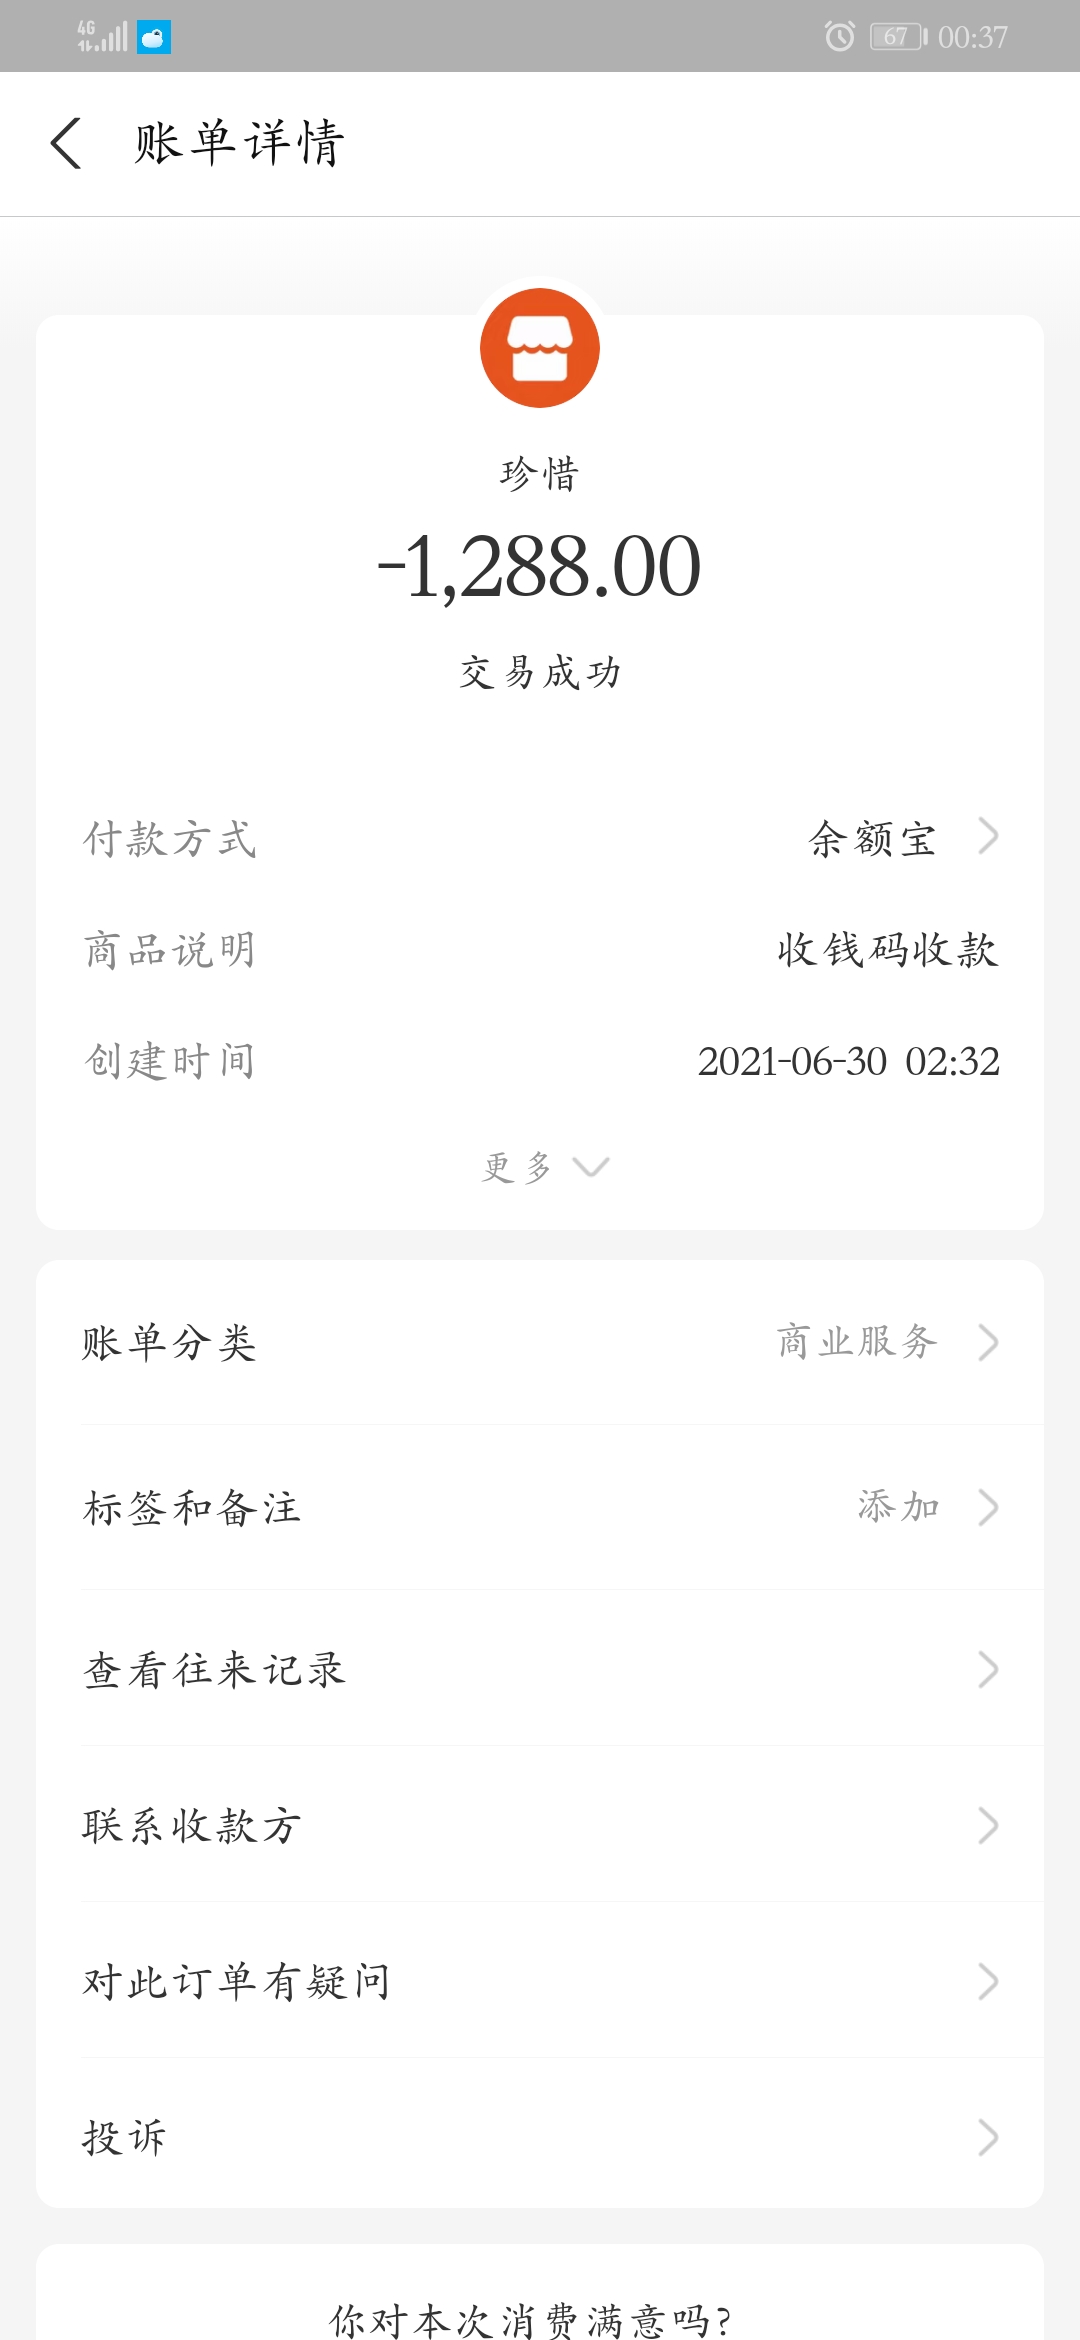 4G 67 00:37
账单详情
珍惜
-1,288.00
交易成功
付款方式 余额宝
商品说明 收钱码收款
创建时间 2021-06-30 02:32
更多
账单分类 商业服务
标签和备注 添加
查看往来记录
联系收款方
对此订单有疑问
投诉
你对本次消费满意吗?